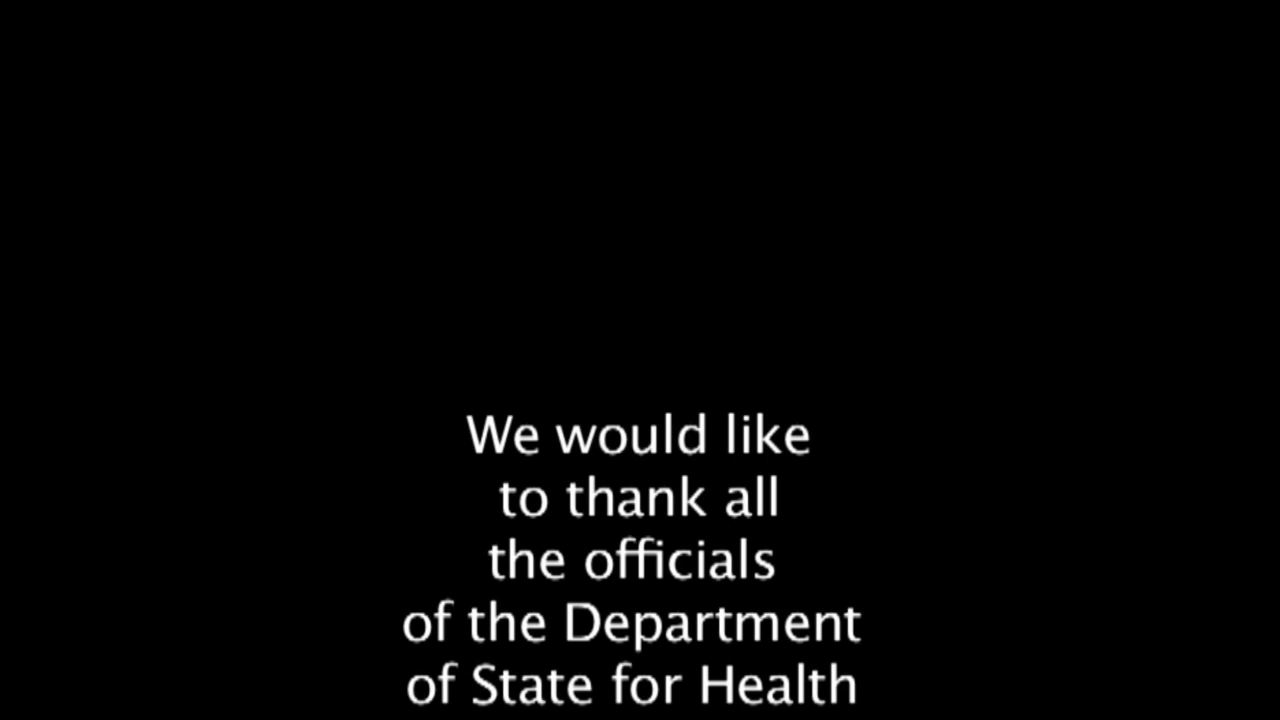 We would like
to thank all
the officials
of the Department
of State for Health